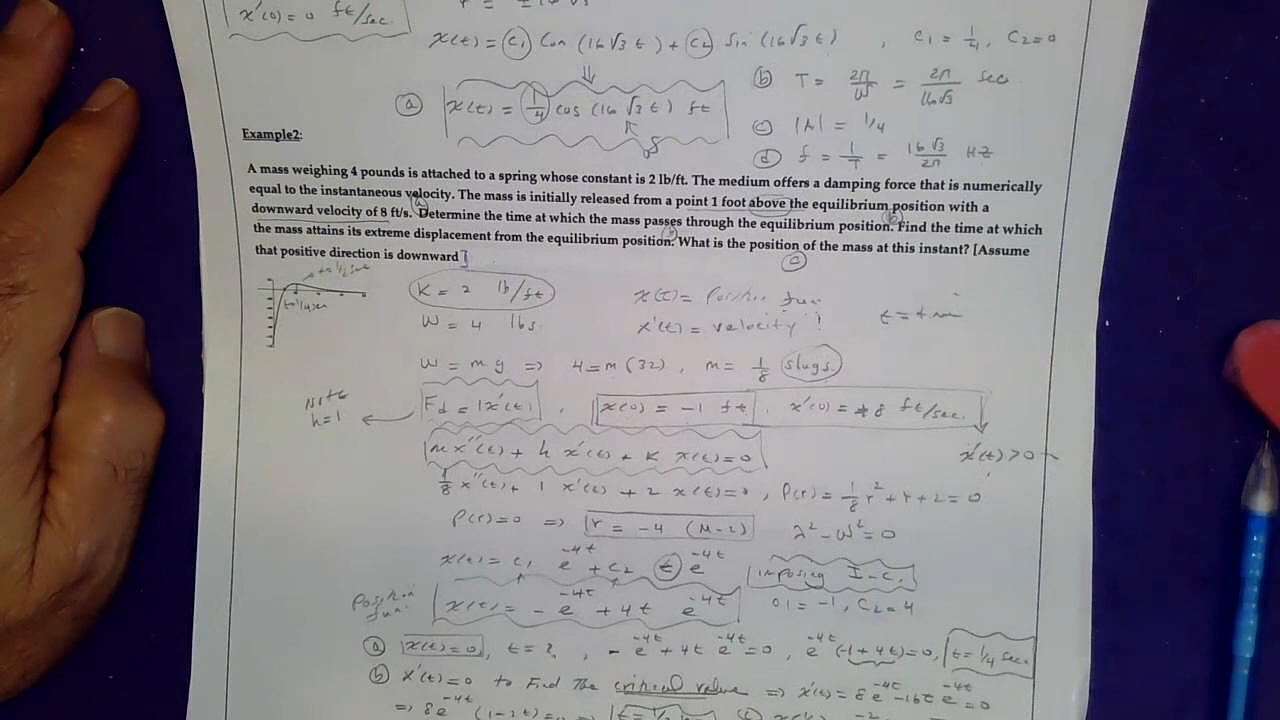 x'(0) = 0 ft/sec.
x(t) = C₁ Cos (16√3 t) + C₂ Sin (16√3 t) , C₁ = 1/4, C₂ = 0
⇓
(b) T = 2π/ω = 2π/16√3 sec
(a) x(t) = 1/4 cos (16√3 t) ft
(c) |A| = 1/4
(d) f = 1/T = 16√3/2π HZ
Example2:
A mass weighing 4 pounds is attached to a spring whose constant is 2 lb/ft. The medium offers a damping force that is numerically
equal to the instantaneous velocity. The mass is initially released from a point 1 foot above the equilibrium position with a
downward velocity of 8 ft/s. Determine the time at which the mass passes through the equilibrium position. Find the time at which
the mass attains its extreme displacement from the equilibrium position. What is the position of the mass at this instant? [Assume
that positive direction is downward]
K = 2 lb/ft
x(t) = Position fun
W = 4 lbs.
x'(t) = velocity
t = time
W = mg ⇒ 4 = m(32) , m = 1/8 slugs.
Note
h=1
F_d = 1x'(t) , x(0) = -1 ft , x'(0) = +8 ft/sec.
x'(t) > 0
m x''(t) + h x'(t) + K x(t) = 0
1/8 x''(t) + 1 x'(t) + 2 x(t) = 0 , P(r) = 1/8 r² + r + 2 = 0
P(r) = 0 ⇒ r = -4 (M-2) λ² - ω² = 0
x(t) = C₁ e^-4t + C₂ t e^-4t imposing I-C.
Position
fun.
x(t) = - e^-4t + 4t e^-4t C₁ = -1, C₂ = 4
(a) x(t) = 0, t = ? , - e^-4t + 4t e^-4t = 0 , e^-4t (-1 + 4t) = 0, t = 1/4 sec.
(b) x'(t) = 0 to Find The critical value ⇒ x'(t) = 8e^-4t - 16t e^-4t = 0
⇒ 8e^-4t (1-2t) = 0 ⇒